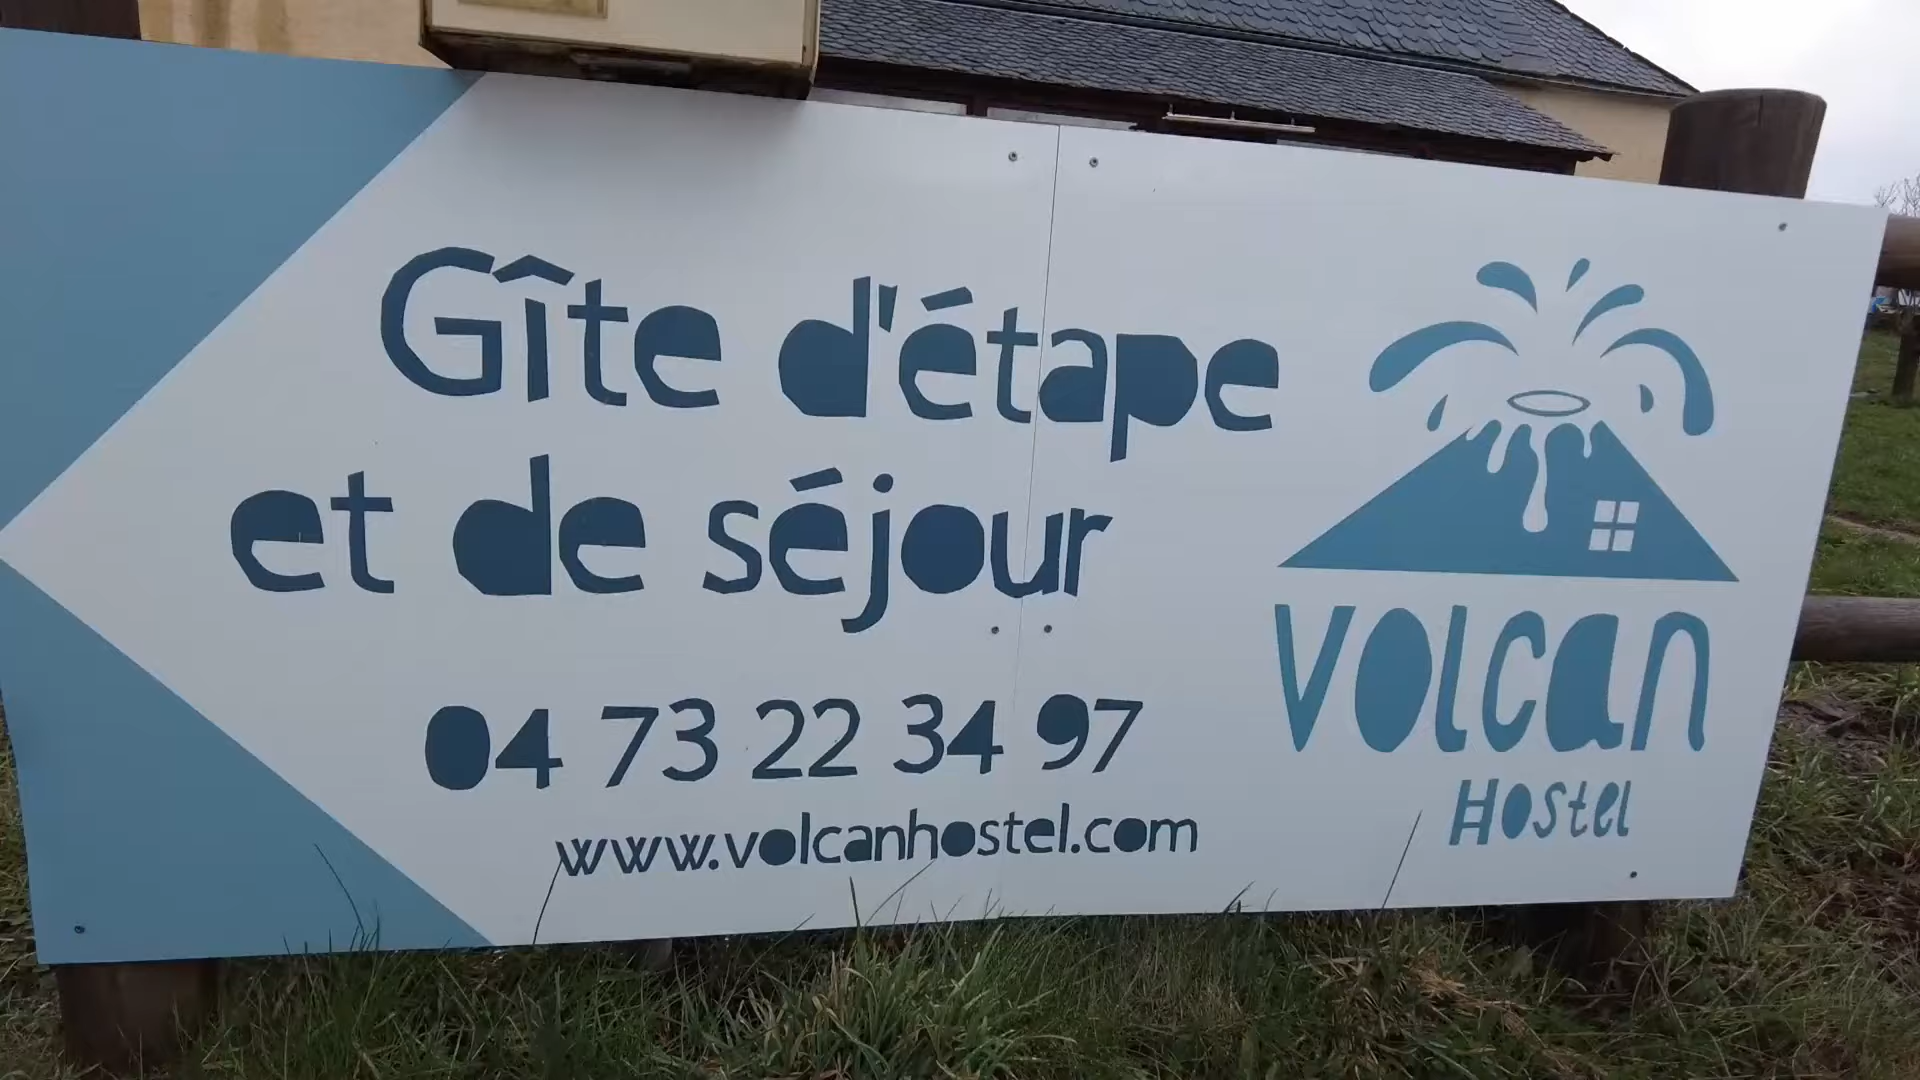 Gîte d'étape
et de séjour
04 73 22 34 97
www.volcanhostel.com
Volcan
Hostel